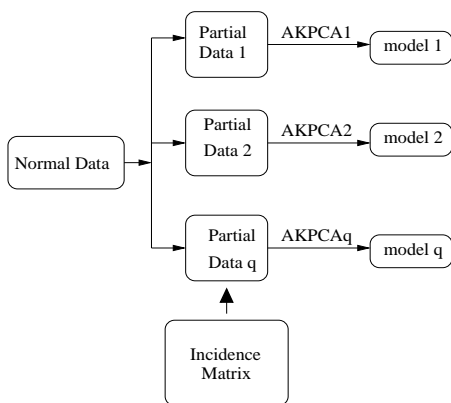 Partial
Data 1
AKPCA1
model 1
Normal Data
Partial
Data 2
AKPCA2
model 2
Partial
Data q
AKPCAq
model q
Incidence
Matrix